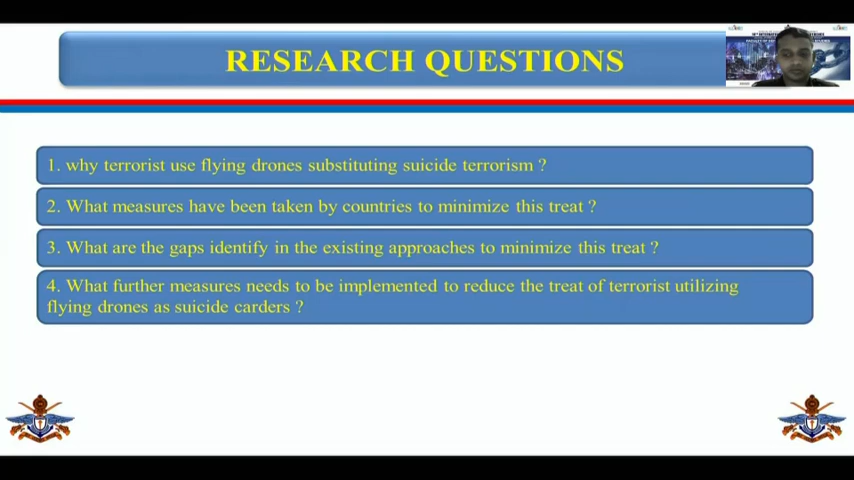 RESEARCH QUESTIONS
1. why terrorist use flying drones substituting suicide terrorism ?
2. What measures have been taken by countries to minimize this treat ?
3. What are the gaps identify in the existing approaches to minimize this treat ?
4. What further measures needs to be implemented to reduce the treat of terrorist utilizing
flying drones as suicide carders ?